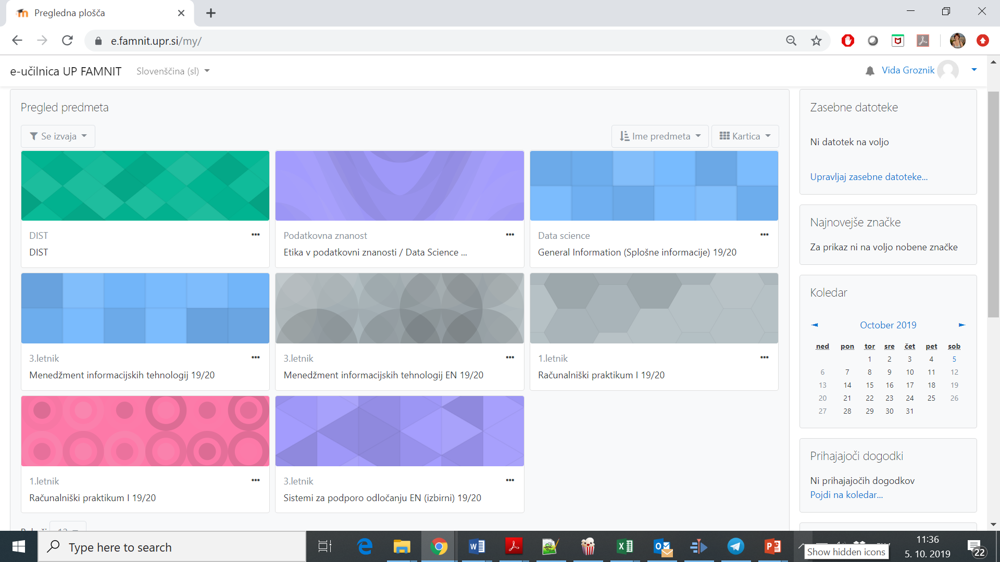 Pregledna plošča
e.famnit.upr.si/my/
e-učilnica UP FAMNIT
Slovenščina (sl)
Vida Groznik
Pregled predmeta
Se izvaja
Ime predmeta
Kartica
DIST
DIST
Podatkovna znanost
Etika v podatkovni znanosti / Data Science ...
Data science
General Information (Splošne informacije) 19/20
3.letnik
Menedžment informacijskih tehnologij 19/20
3.letnik
Menedžment informacijskih tehnologij EN 19/20
1.letnik
Računalniški praktikum I 19/20
1.letnik
Računalniški praktikum I 19/20
3.letnik
Sistemi za podporo odločanju EN (izbirni) 19/20
Zasebne datoteke
Ni datotek na voljo
Upravljaj zasebne datoteke...
Najnovejše značke
Za prikaz ni na voljo nobene značke
Koledar
◄ October 2019 ►
ned pon tor sre čet pet sob
1 2 3 4 5
6 7 8 9 10 11 12
13 14 15 16 17 18 19
20 21 22 23 24 25 26
27 28 29 30 31
Prihajajoči dogodki
Ni prihajajočih dogodkov
Pojdi na koledar...
Type here to search
Show hidden icons
11:36
5. 10. 2019
22